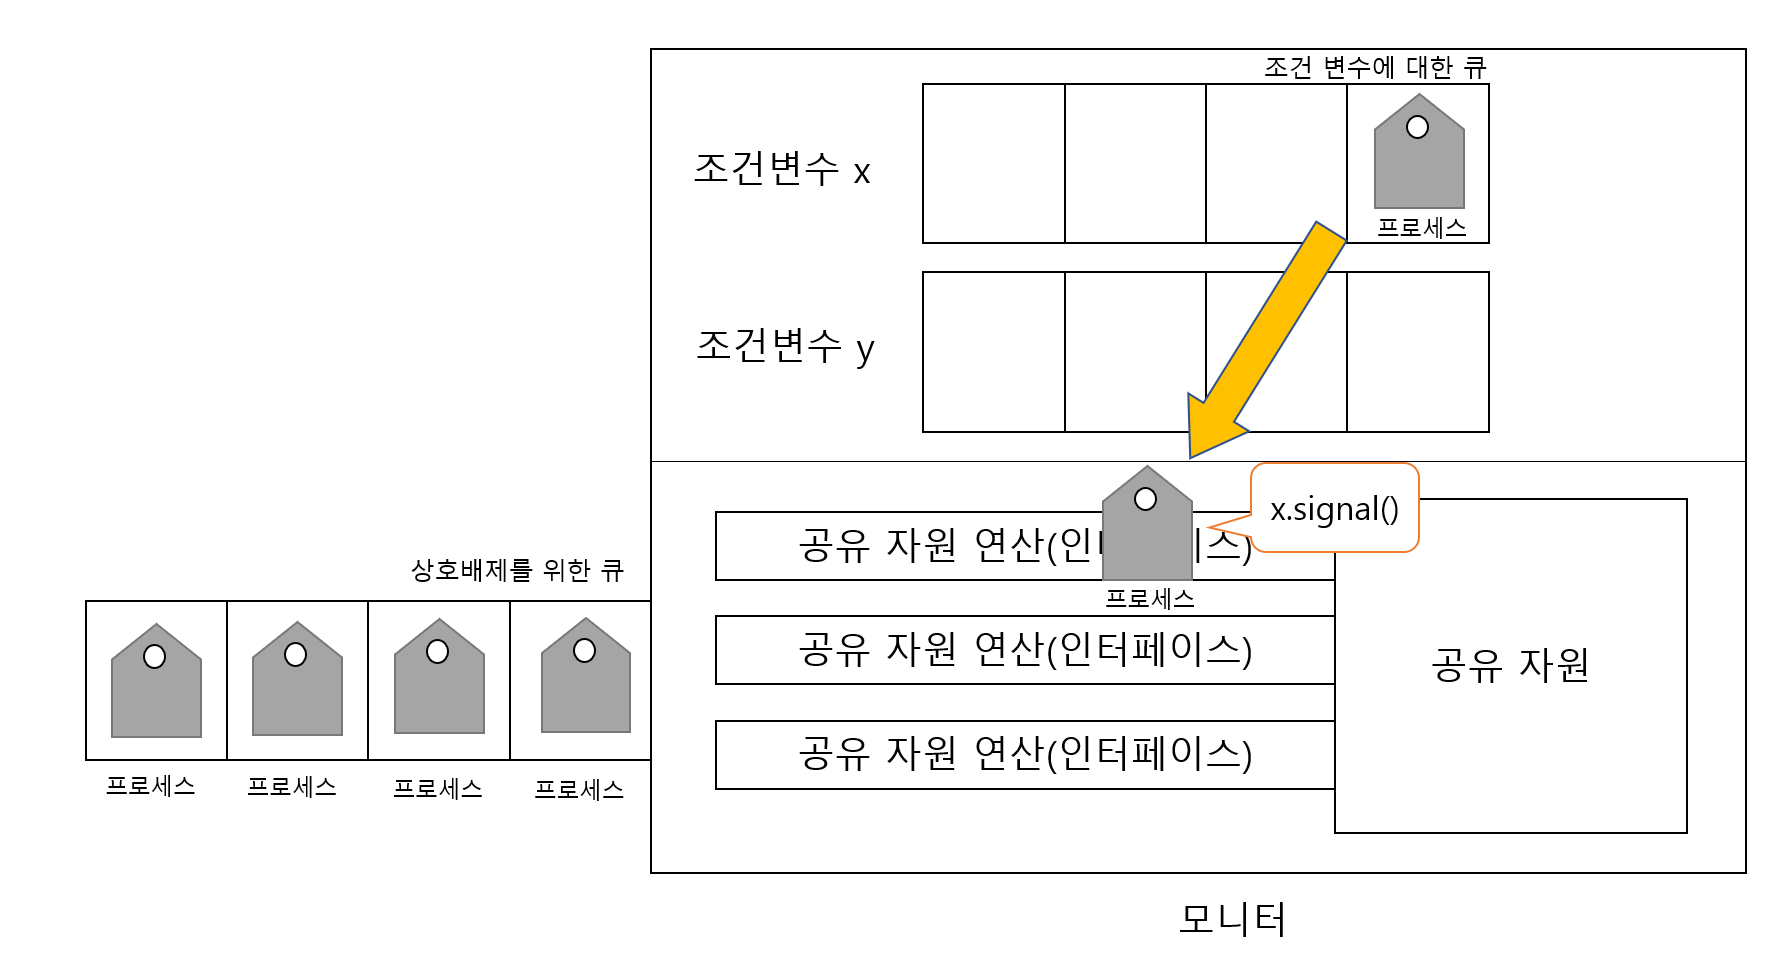 조건 변수에 대한 큐
조건변수 x
프로세스
조건변수 y
x.signal()
공유 자원 연산(인스)
프로세스
상호배제를 위한 큐
공유 자원 연산(인터페이스)
공유 자원
공유 자원 연산(인터페이스)
프로세스
프로세스
프로세스
프로세스
모니터